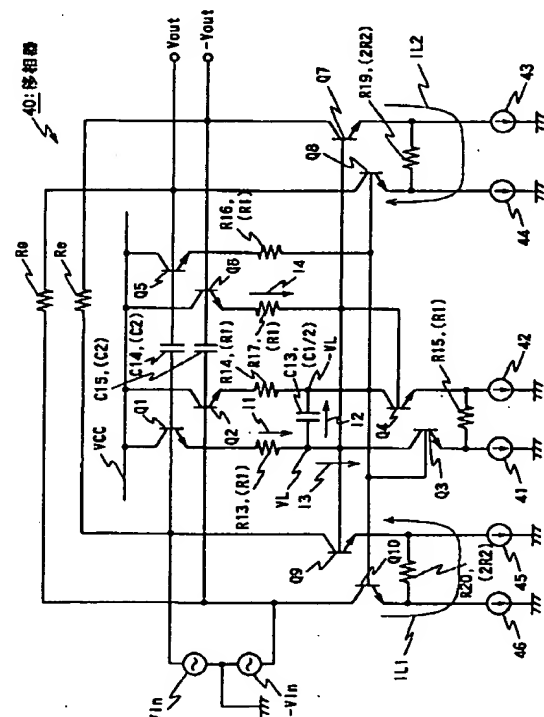 40:移相器
Vout
-Vout
Re
Re
Q7
R19,(2R2)
IL2
Q8
43
44
R16,(R1)
Q5
Q6
I4
C14,(C2)
C15,(C2)
R14,(R1)
R17,(R1)
C13,(C1/2)
-VL
Q1
Q2
VCC
I1
I2
Q4
R15,(R1)
42
R13,(R1)
VL
I3
Q3
41
Q9
Q10
R20,(2R2)
45
46
IL1
Vin
-Vin